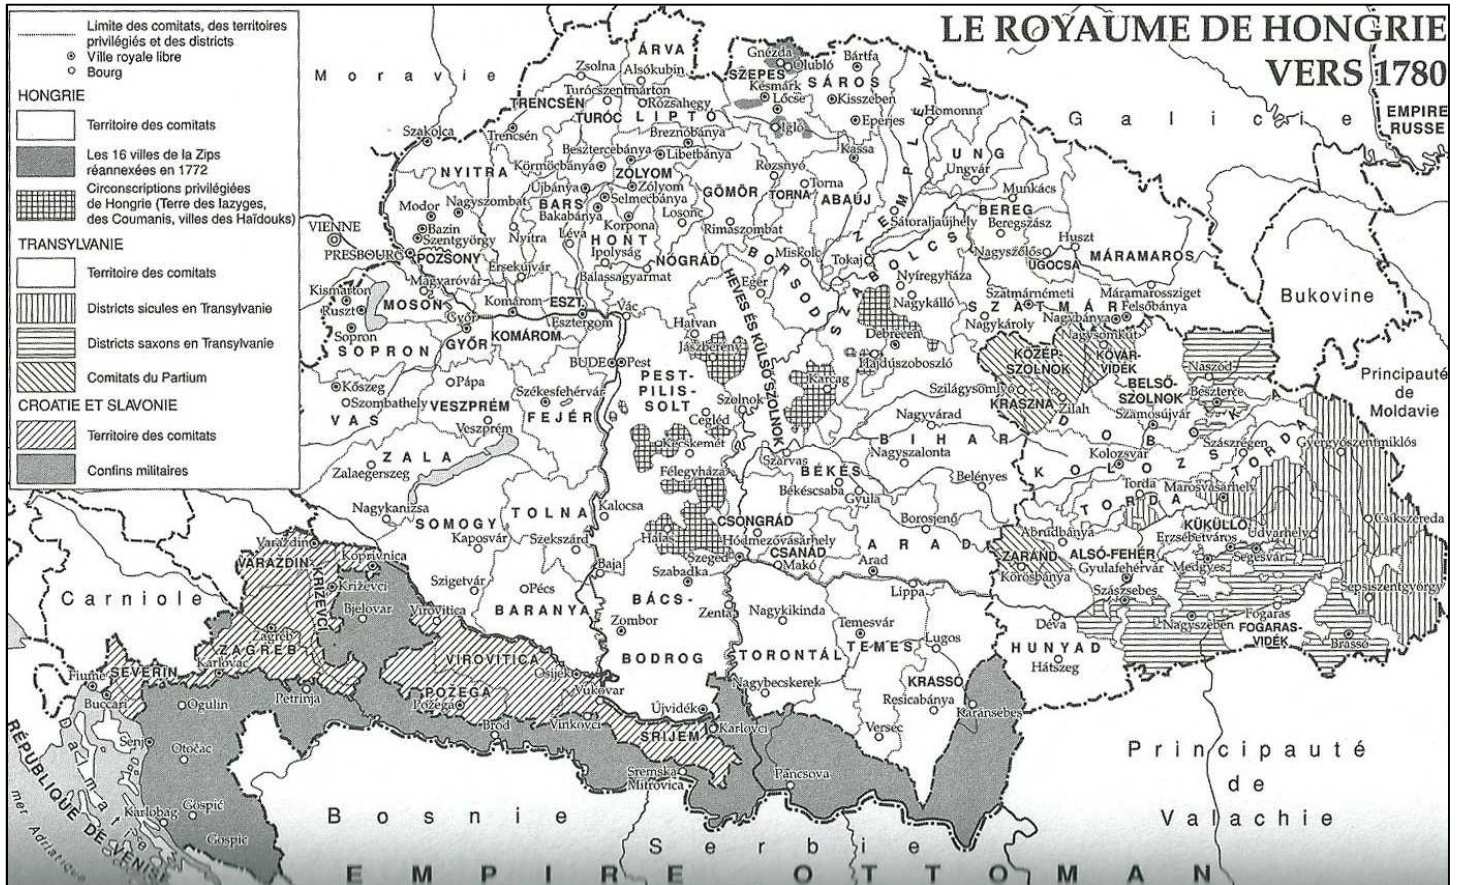 LE ROYAUME DE HONGRIE
VERS 1780
Limite des comitats, des territoires
privilégiés et des districts
Ville royale libre
Bourg
HONGRIE
Territoire des comitats
Les 16 villes de la Zips
réannexées en 1772
Circonscriptions privilégiées
de Hongrie (Terre des Iazyges,
des Coumanis, villes des Haïdouks)
TRANSYLVANIE
Territoire des comitats
Districts sicules en Transylvanie
Districts saxons en Transylvanie
Comitats du Partium
CROATIE ET SLAVONIE
Territoire des comitats
Confins militaires
Moravie
Galicie
EMPIRE
RUSSE
Bukovine
Principauté
de
Moldavie
Principauté
de
Valachie
Carniole
Bosnie
Serbie
EMPIRE OTTOMAN
RÉPUBLIQUE DE VENISE
Dalmatie
mer Adriatique
VIENNE
PRESBOURG
ÁRVA
Zsolna
Alsókubin
Turócszentmárton
Rózsahegy
TRENCSÉN
TURÓC
LIPTÓ
Trencsén
Szakolca
Breznóbánya
Besztercebánya
Libetbánya
Körmöcbánya
NYITRA
ZÓLYOM
Zólyom
Újbánya
Selmecbánya
BARS
Bakabánya
Korpona
Losonc
Modor
Nagyszombat
Bazin
Szentgyörgy
POZSONY
Nyitra
Léva
HONT
Ipolyság
Balassagyarmat
NÓGRÁD
Érsekújvár
Magyaróvár
Gnézda
Olubló
Bártfa
SZEPES
SÁROS
Késmárk
Lőcse
Kisszeben
Igló
Eperjes
Kassa
Homonna
ZEMPLÉN
UNG
Ungvár
Rozsnyó
Torna
GÖMÖR
TORNA
ABAÚJ
Rimaszombat
Munkács
BEREG
Beregszász
Sátoraljaújhely
Nagyszőlős
Huszt
UGOCSA
MÁRAMAROS
Máramarossziget
Miskolc
BORSOD
Tokaj
SZABOLCS
Nyíregyháza
Nagykálló
Eger
HEVES ÉS KÜLSŐ SZOLNOK
Szatmárnémeti
SZATMÁR
Felsőbánya
Nagybánya
Nagykároly
Nagysomkút
Debrecen
Hajdúszoboszló
Kismarton
Ruszt
MOSON
Sopron
SOPRON
Győr
GYŐR
Komárom
ESZT.
KOMÁROM
Esztergom
Vác
Hatvan
Jászberény
BUDE
Pest
PEST-
PILIS-
SOLT
Karcag
Szolnok
Cegléd
Kecskemét
Félegyháza
Kőszeg
Szombathely
VAS
Pápa
VESZPRÉM
Veszprém
Székesfehérvár
FEJÉR
ZALA
Zalaegerszeg
Nagykanizsa
SOMOGY
Kaposvár
TOLNA
Szekszárd
Szigetvár
Pécs
BARANYA
Kalocsa
Halas
Baja
Szeged
Szabadka
BÁCS-
BODROG
Zombor
Zenta
Újvidék
CSONGRÁD
Hódmezővásárhely
CSANÁD
Makó
Szarvas
BÉKÉS
Békéscsaba
Gyula
Nagyvárad
BIHAR
Nagyszalonta
Belényes
Borosjenő
ARAD
Arad
Lippa
KÖZÉP-
SZOLNOK
KŐVÁR-
VIDÉK
Szilágysomlyó
KRASZNA
Zilah
BELSŐ-
SZOLNOK
Szamosújvár
Naszód
Beszterce
DOBOKA
Szászrégen
KOLOZS
Kolozsvár
TORDA
Torda
Marosvásárhely
Gyergyószentmiklós
Csíkszereda
Abrudbánya
ZARÁND
Kőrösbánya
ALSÓ-FEHÉR
Gyulafehérvár
KÜKÜLLŐ
Erzsébetváros
Udvarhely
Segesvár
Medgyes
Szászsebes
Sepsiszentgyörgy
Nagyszeben
Fogaras
FOGARAS-
VIDÉK
Brassó
Déva
HUNYAD
Hátszeg
Nagykikinda
TORONTÁL
Nagybecskerek
Temesvár
TEMES
Lugos
KRASSÓ
Resicabánya
Karánsebes
Versec
Pancsova
Varaždin
VARAŽDIN
Koprivnica
KRIŽEVCI
Križevci
Bjelovar
Virovitica
Zagreb
ZAGREB
Karlovac
SEVERIN
Fiume
Buccari
Ogulin
Petrinja
VIROVITICA
Osijek
POŽEGA
Požega
Vukovar
Vinkovci
Brod
SRIJEM
Karlovci
Sremska
Mitrovica
Senj
Otočac
Karlobag
Gospić
Gospic